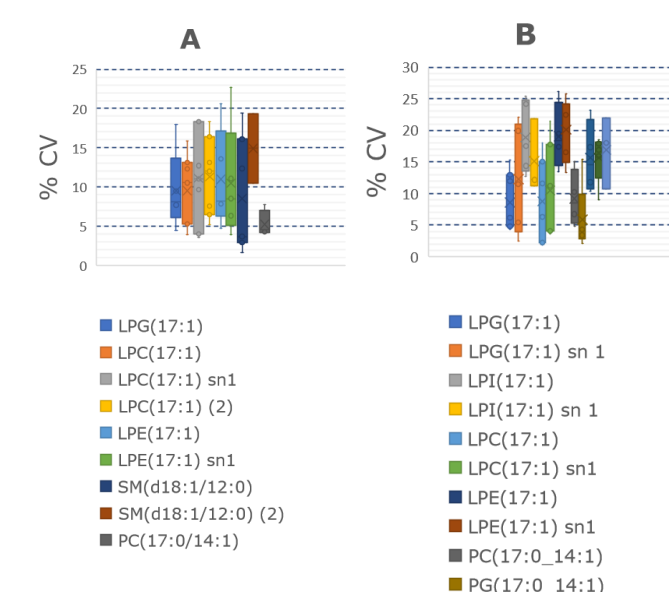 A
25
20
15
10
5
0
% CV
LPG(17:1)
LPC(17:1)
LPC(17:1) sn1
LPC(17:1) (2)
LPE(17:1)
LPE(17:1) sn1
SM(d18:1/12:0)
SM(d18:1/12:0) (2)
PC(17:0/14:1)
B
30
25
20
15
10
5
0
% CV
LPG(17:1)
LPG(17:1) sn 1
LPI(17:1)
LPI(17:1) sn 1
LPC(17:1)
LPC(17:1) sn1
LPE(17:1)
LPE(17:1) sn1
PC(17:0_14:1)
PG(17:0_14:1)